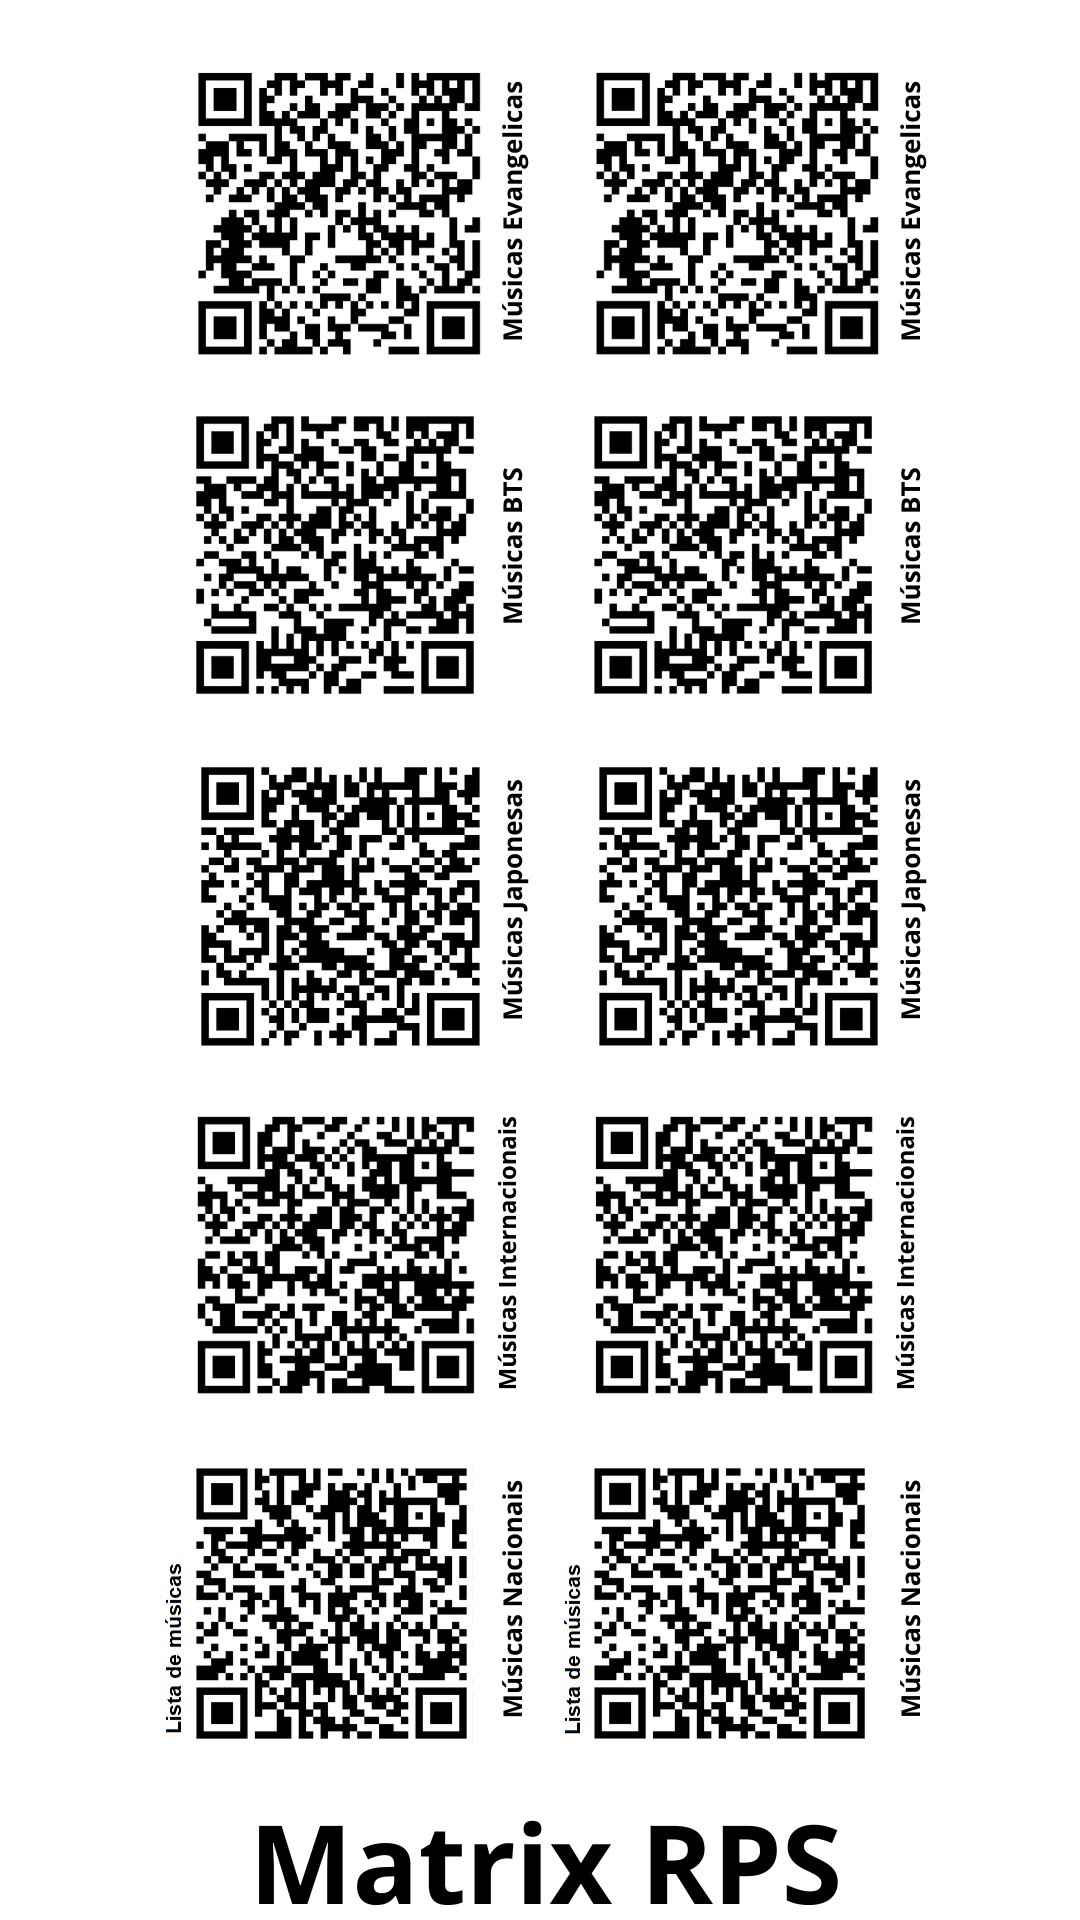 Lista de músicas
Músicas Nacionais
Músicas Internacionais
Músicas Japonesas
Músicas BTS
Músicas Evangelicas
Lista de músicas
Músicas Nacionais
Músicas Internacionais
Músicas Japonesas
Músicas BTS
Músicas Evangelicas
Matrix RPS